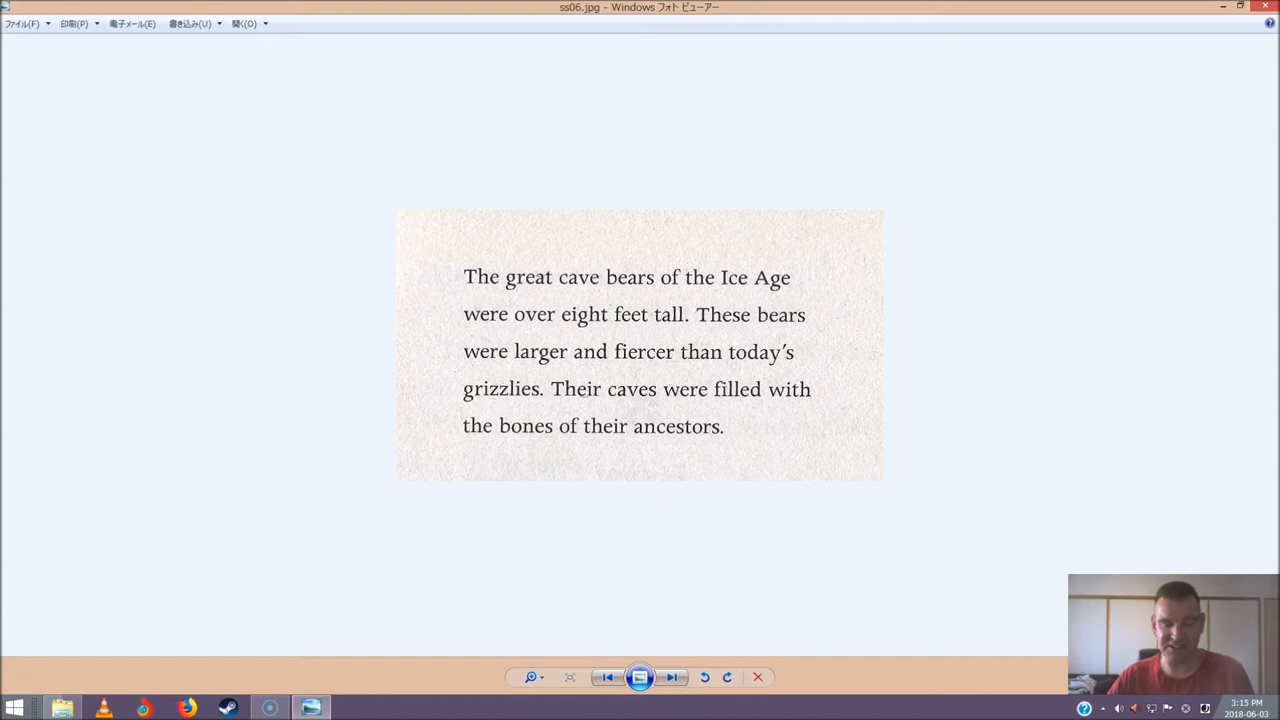 ss06.jpg - Windows フォト ビューアー
ファイル(F) 印刷(P) 電子メール(E) 書き込み(U) 開く(O)
The great cave bears of the Ice Age
were over eight feet tall. These bears
were larger and fiercer than today's
grizzlies. Their caves were filled with
the bones of their ancestors.
3:15 PM
2018-06-03